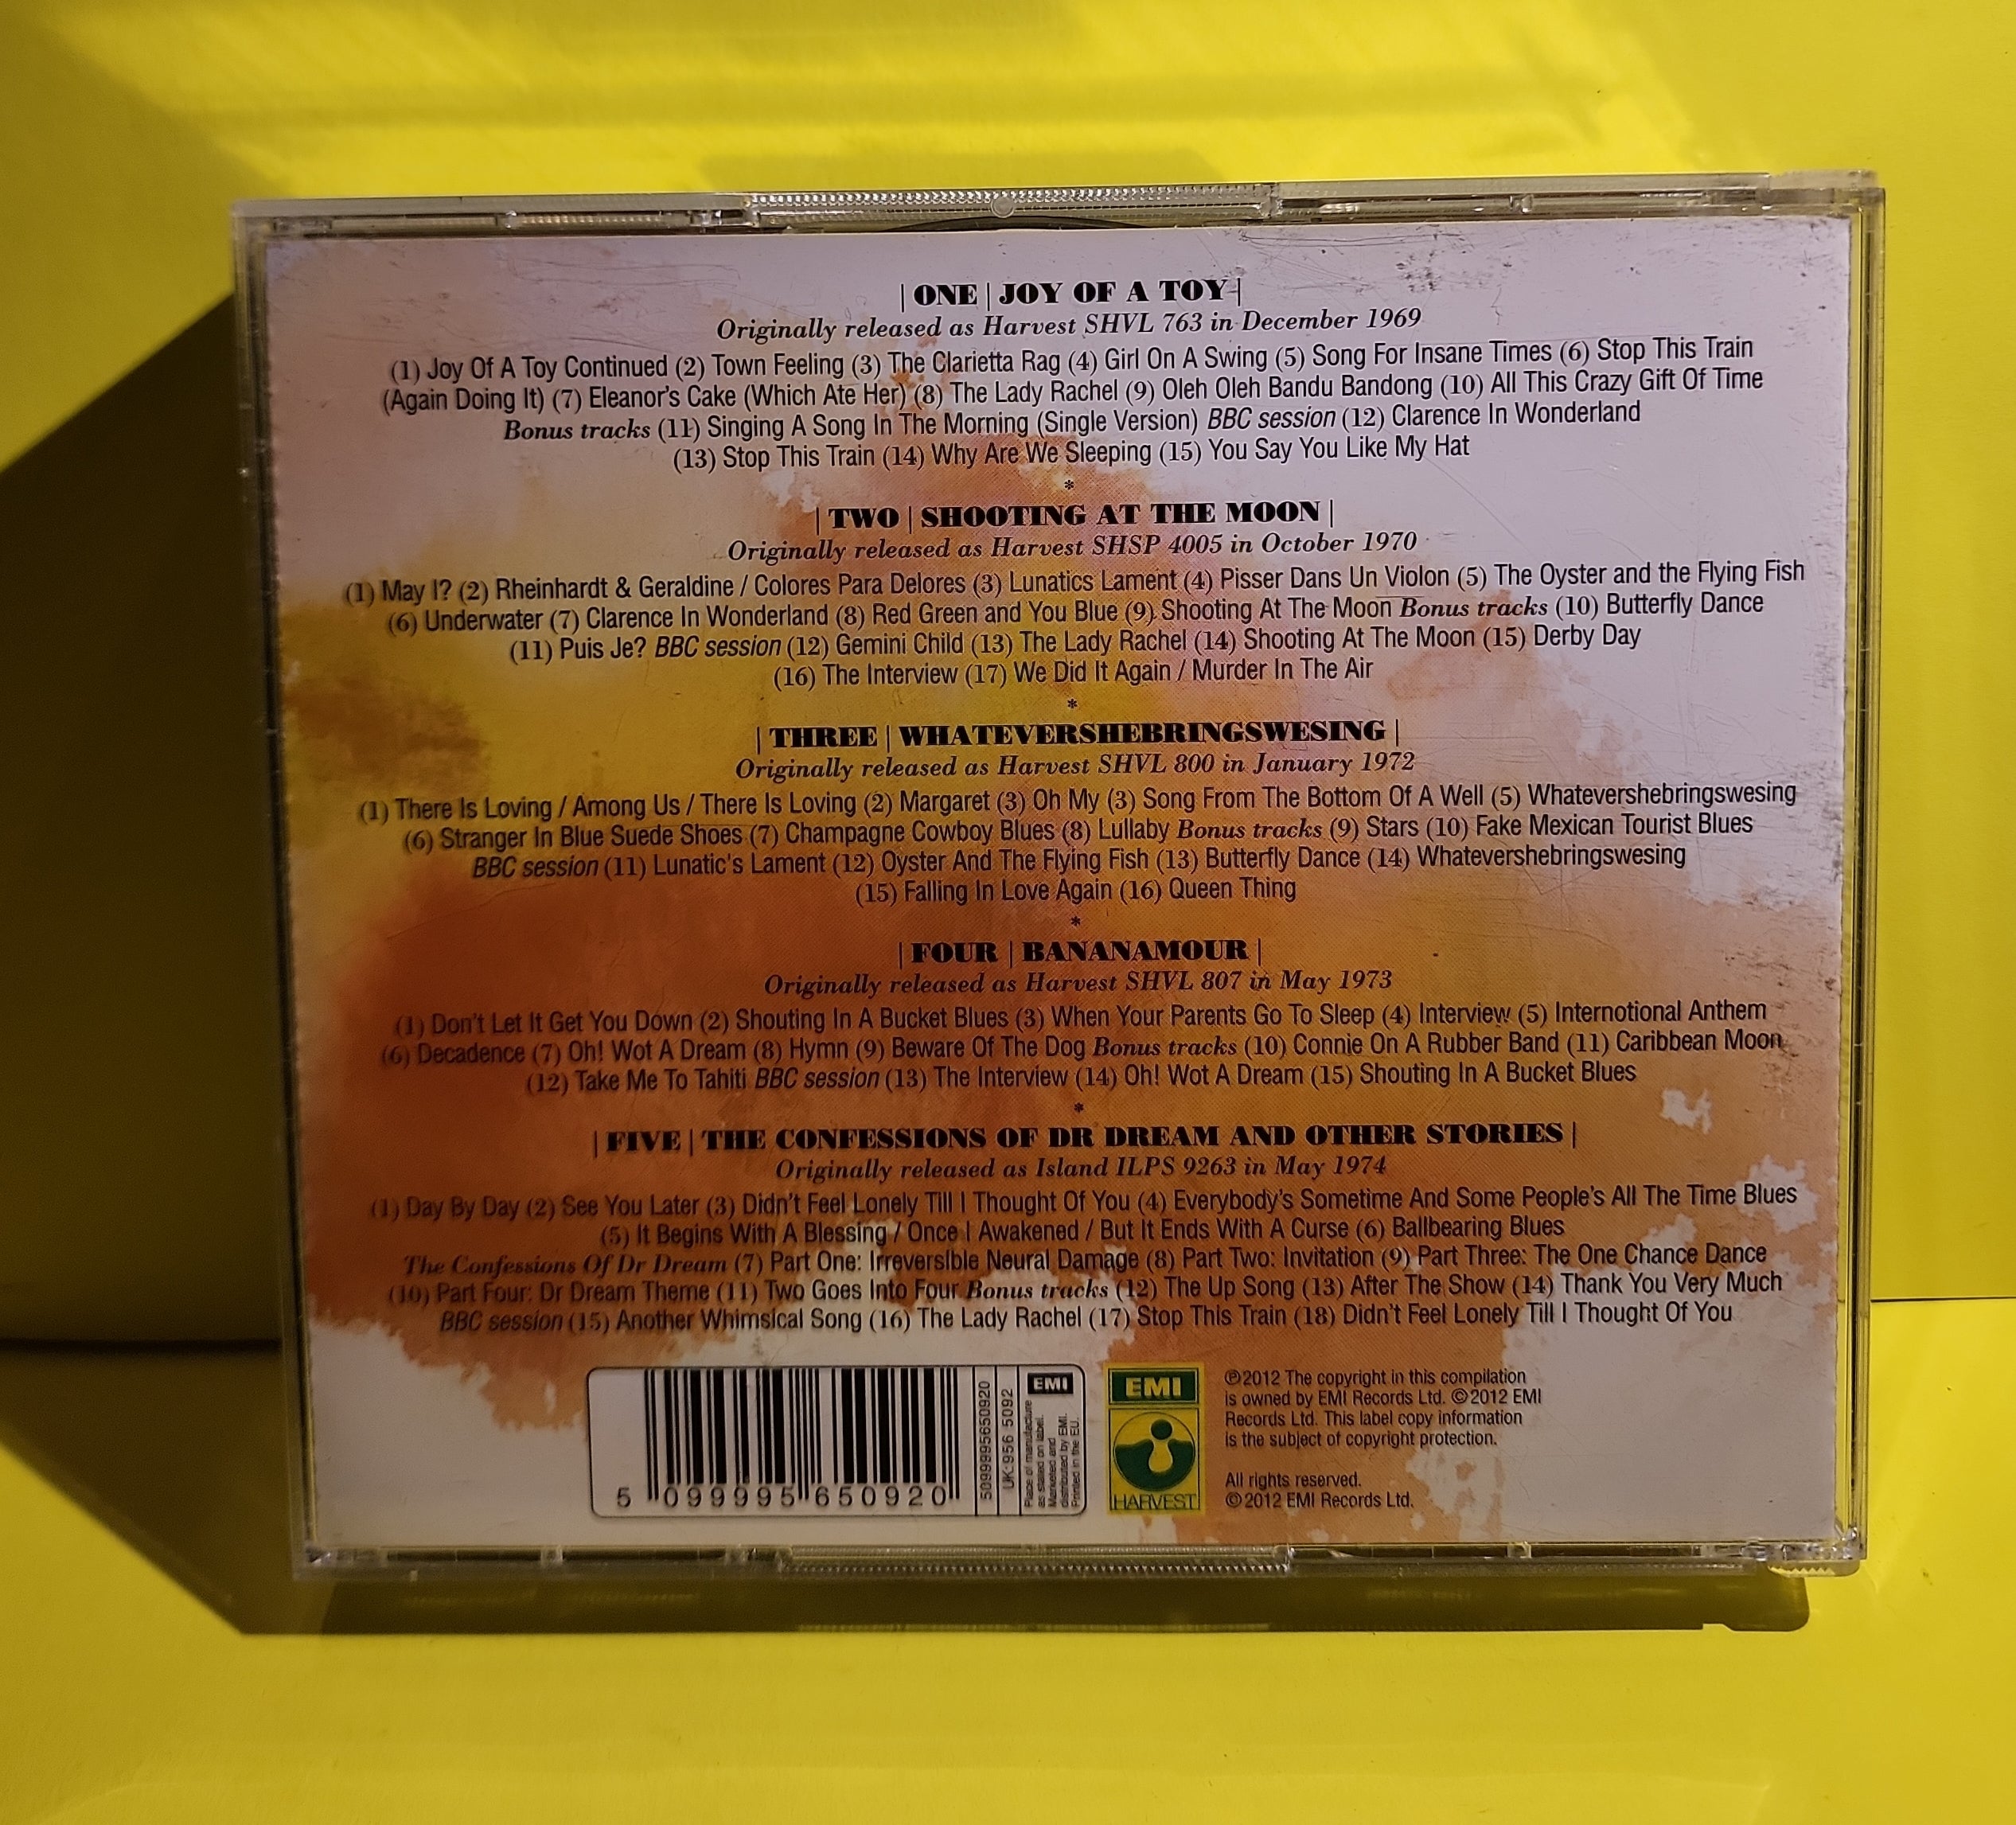 | ONE | JOY OF A TOY |
Originally released as Harvest SHVL 763 in December 1969
(1) Joy Of A Toy Continued (2) Town Feeling (3) The Clarietta Rag (4) Girl On A Swing (5) Song For Insane Times (6) Stop This Train
(Again Doing It) (7) Eleanor's Cake (Which Ate Her) (8) The Lady Rachel (9) Oleh Oleh Bandu Bandong (10) All This Crazy Gift Of Time
Bonus tracks (11) Singing A Song In The Morning (Single Version) BBC session (12) Clarence In Wonderland
(13) Stop This Train (14) Why Are We Sleeping (15) You Say You Like My Hat
*
| TWO | SHOOTING AT THE MOON |
Originally released as Harvest SHSP 4005 in October 1970
(1) May I? (2) Rheinhardt & Geraldine / Colores Para Delores (3) Lunatics Lament (4) Pisser Dans Un Violon (5) The Oyster and the Flying Fish
(6) Underwater (7) Clarence In Wonderland (8) Red Green and You Blue (9) Shooting At The Moon Bonus tracks (10) Butterfly Dance
(11) Puis Je? BBC session (12) Gemini Child (13) The Lady Rachel (14) Shooting At The Moon (15) Derby Day
(16) The Interview (17) We Did It Again / Murder In The Air
*
| THREE | WHATEVERSHEBRINGSWESING |
Originally released as Harvest SHVL 800 in January 1972
(1) There Is Loving / Among Us / There Is Loving (2) Margaret (3) Oh My (3) Song From The Bottom Of A Well (5) Whatevershebringswesing
(6) Stranger In Blue Suede Shoes (7) Champagne Cowboy Blues (8) Lullaby Bonus tracks (9) Stars (10) Fake Mexican Tourist Blues
BBC session (11) Lunatic's Lament (12) Oyster And The Flying Fish (13) Butterfly Dance (14) Whatevershebringswesing
(15) Falling In Love Again (16) Queen Thing
*
| FOUR | BANANAMOUR |
Originally released as Harvest SHVL 807 in May 1973
(1) Don't Let It Get You Down (2) Shouting In A Bucket Blues (3) When Your Parents Go To Sleep (4) Interview (5) Internotional Anthem
(6) Decadence (7) Oh! Wot A Dream (8) Hymn (9) Beware Of The Dog Bonus tracks (10) Connie On A Rubber Band (11) Caribbean Moon
(12) Take Me To Tahiti BBC session (13) The Interview (14) Oh! Wot A Dream (15) Shouting In A Bucket Blues
*
| FIVE | THE CONFESSIONS OF DR DREAM AND OTHER STORIES |
Originally released as Island ILPS 9263 in May 1974
(1) Day By Day (2) See You Later (3) Didn't Feel Lonely Till I Thought Of You (4) Everybody's Sometime And Some People's All The Time Blues
(5) It Begins With A Blessing / Once I Awakened / But It Ends With A Curse (6) Ballbearing Blues
The Confessions Of Dr Dream (7) Part One: Irreversible Neural Damage (8) Part Two: Invitation (9) Part Three: The One Chance Dance
(10) Part Four: Dr Dream Theme (11) Two Goes Into Four Bonus tracks (12) The Up Song (13) After The Show (14) Thank You Very Much
BBC session (15) Another Whimsical Song (16) The Lady Rachel (17) Stop This Train (18) Didn't Feel Lonely Till I Thought Of You
5 099995 650920
5099995650920
UK:956 5092
EMI
Place of manufacture
as stated on label.
Marketed and
distributed by EMI.
Printed in the EU.
EMI
HARVEST
℗2012 The copyright in this compilation
is owned by EMI Records Ltd. ©2012 EMI
Records Ltd. This label copy information
is the subject of copyright protection.
All rights reserved.
©2012 EMI Records Ltd.